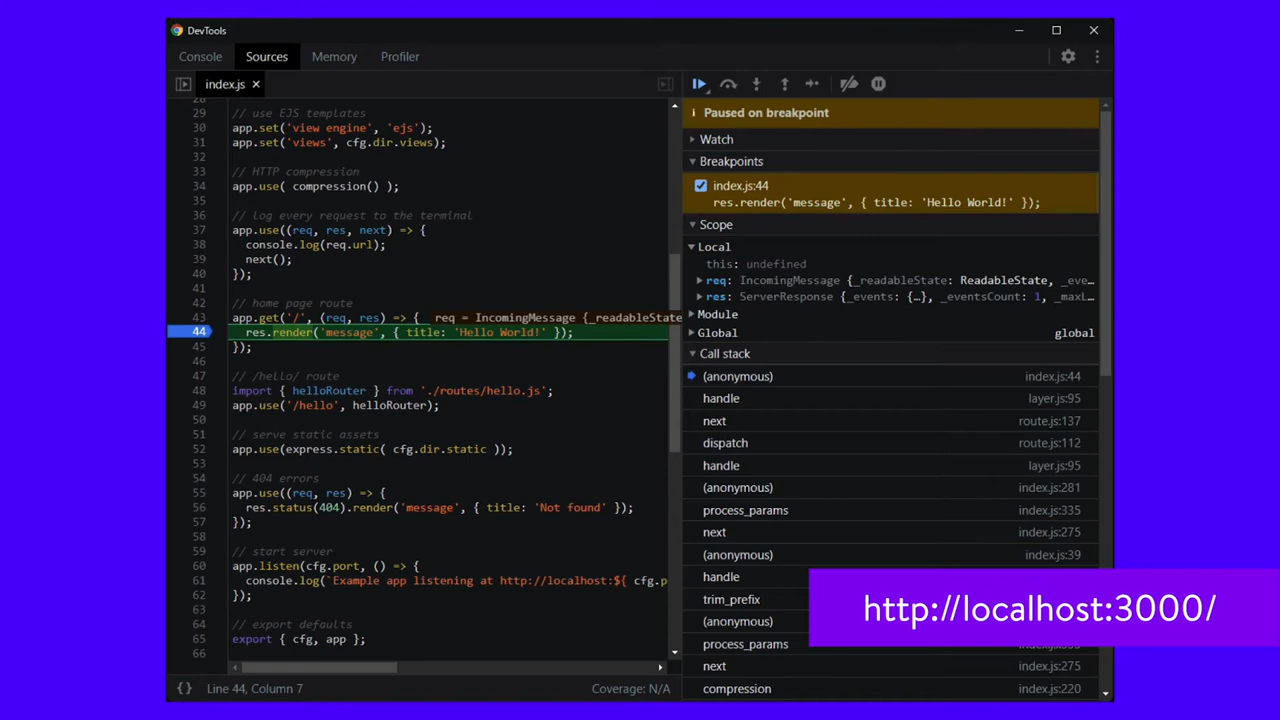 DevTools
Console Sources Memory Profiler
index.js
28
29 // use EJS templates
30 app.set('view engine', 'ejs');
31 app.set('views', cfg.dir.views);
32
33 // HTTP compression
34 app.use( compression() );
35
36 // log every request to the terminal
37 app.use((req, res, next) => {
38 console.log(req.url);
39 next();
40 });
41
42 // home page route
43 app.get('/', (req, res) => { req = IncomingMessage {_readableState
44 res.render('message', { title: 'Hello World!' });
45 });
46
47 // /hello/ route
48 import { helloRouter } from './routes/hello.js';
49 app.use('/hello', helloRouter);
50
51 // serve static assets
52 app.use(express.static( cfg.dir.static ));
53
54 // 404 errors
55 app.use((req, res) => {
56 res.status(404).render('message', { title: 'Not found' });
57 });
58
59 // start server
60 app.listen(cfg.port, () => {
61 console.log(`Example app listening at http://localhost:${ cfg.p
62 });
63
64 // export defaults
65 export { cfg, app };
66
{} Line 44, Column 7 Coverage: N/A
Paused on breakpoint
Watch
Breakpoints
index.js:44
res.render('message', { title: 'Hello World!' });
Scope
Local
this: undefined
req: IncomingMessage {_readableState: ReadableState, _eve…
res: ServerResponse {_events: {…}, _eventsCount: 1, _maxL…
Module
Global global
Call stack
(anonymous) index.js:44
handle layer.js:95
next route.js:137
dispatch route.js:112
handle layer.js:95
(anonymous) index.js:281
process_params index.js:335
next index.js:275
(anonymous) index.js:39
handle
trim_prefix
(anonymous)
process_params
next index.js:275
compression index.js:220
http://localhost:3000/